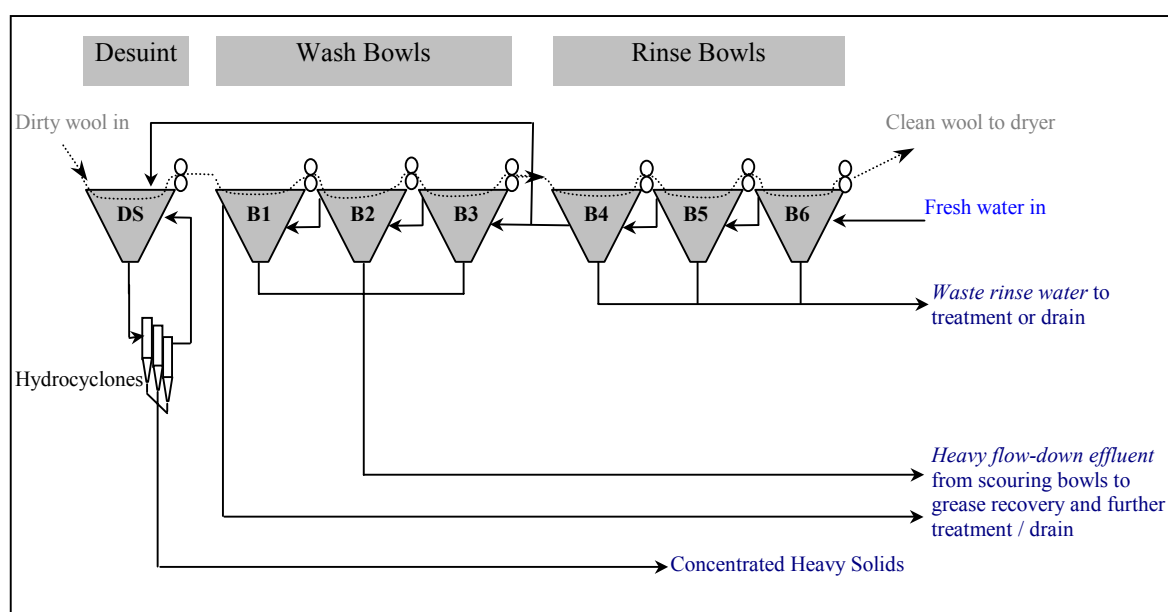 Desuint
Wash Bowls
Rinse Bowls
Dirty wool in
Clean wool to dryer
DS
B1
B2
B3
B4
B5
B6
Fresh water in
Waste rinse water to
treatment or drain
Hydrocyclones
Heavy flow-down effluent
from scouring bowls to
grease recovery and further
treatment / drain
Concentrated Heavy Solids